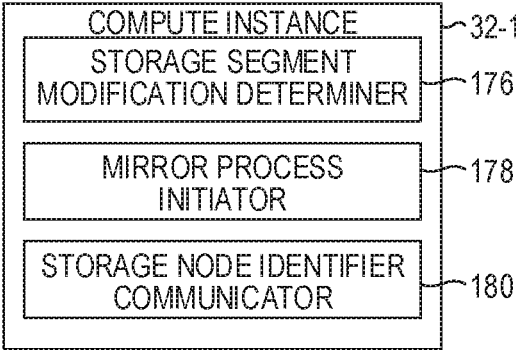 COMPUTE INSTANCE
32-1
STORAGE SEGMENT
MODIFICATION DETERMINER
176
MIRROR PROCESS
INITIATOR
178
STORAGE NODE IDENTIFIER
COMMUNICATOR
180